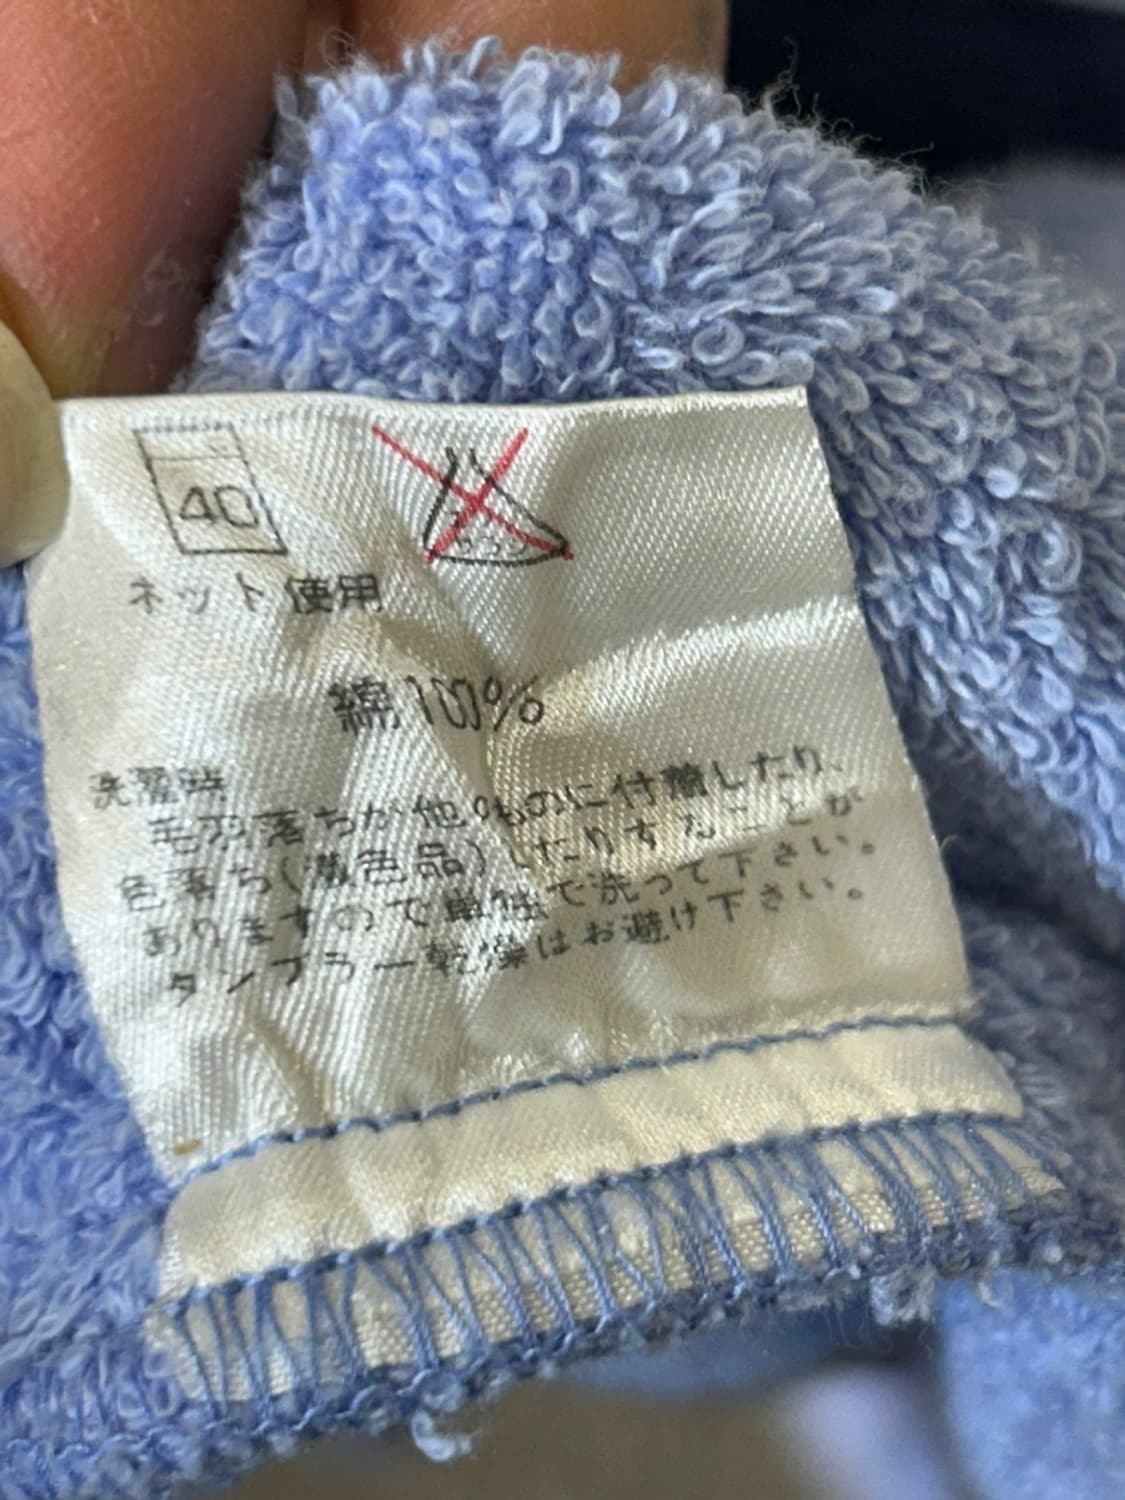 40
ネット使用
綿100%
洗濯時
毛羽落ちが他のものに付着したり、
色落ち(濃色品)したりすることが
ありますので単独で洗って下さい。
タンブラー乾燥はお避け下さい。